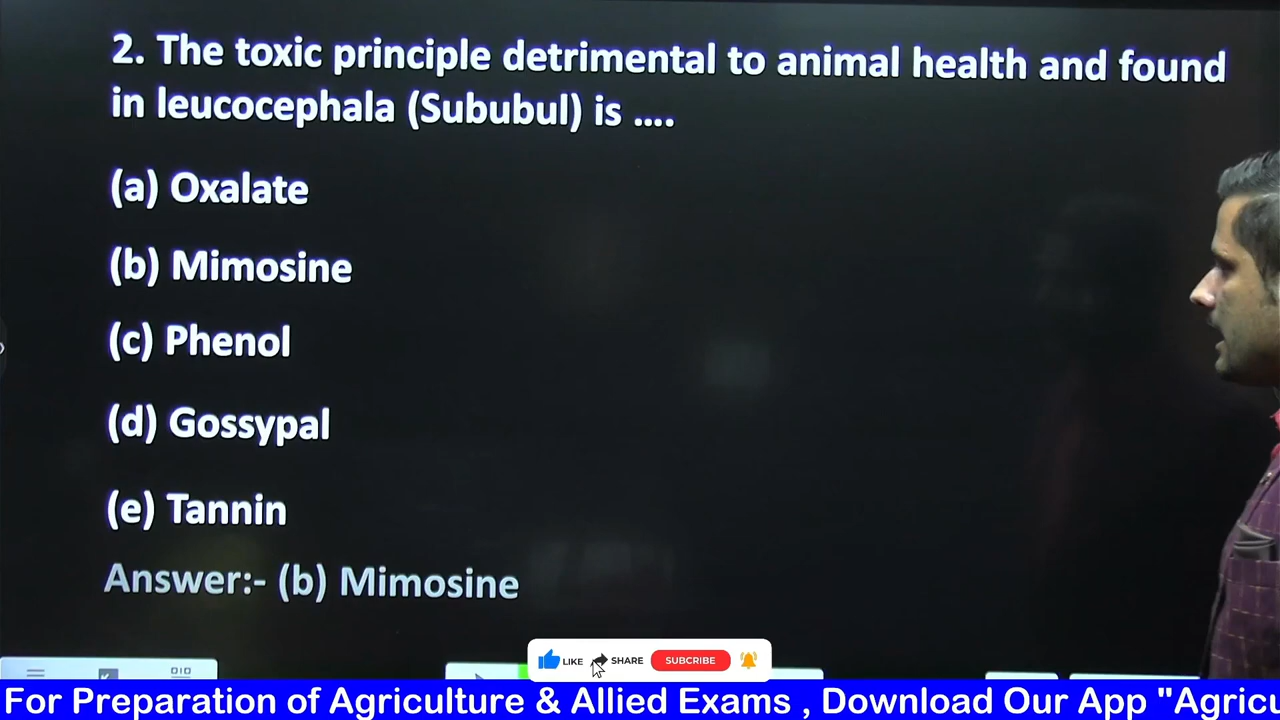 2. The toxic principle detrimental to animal health and found
in leucocephala (Sububul) is ....
(a) Oxalate
(b) Mimosine
(c) Phenol
(d) Gossypal
(e) Tannin
Answer:- (b) Mimosine
LIKE SHARE SUBSCRIBE
For Preparation of Agriculture & Allied Exams , Download Our App "Agricu